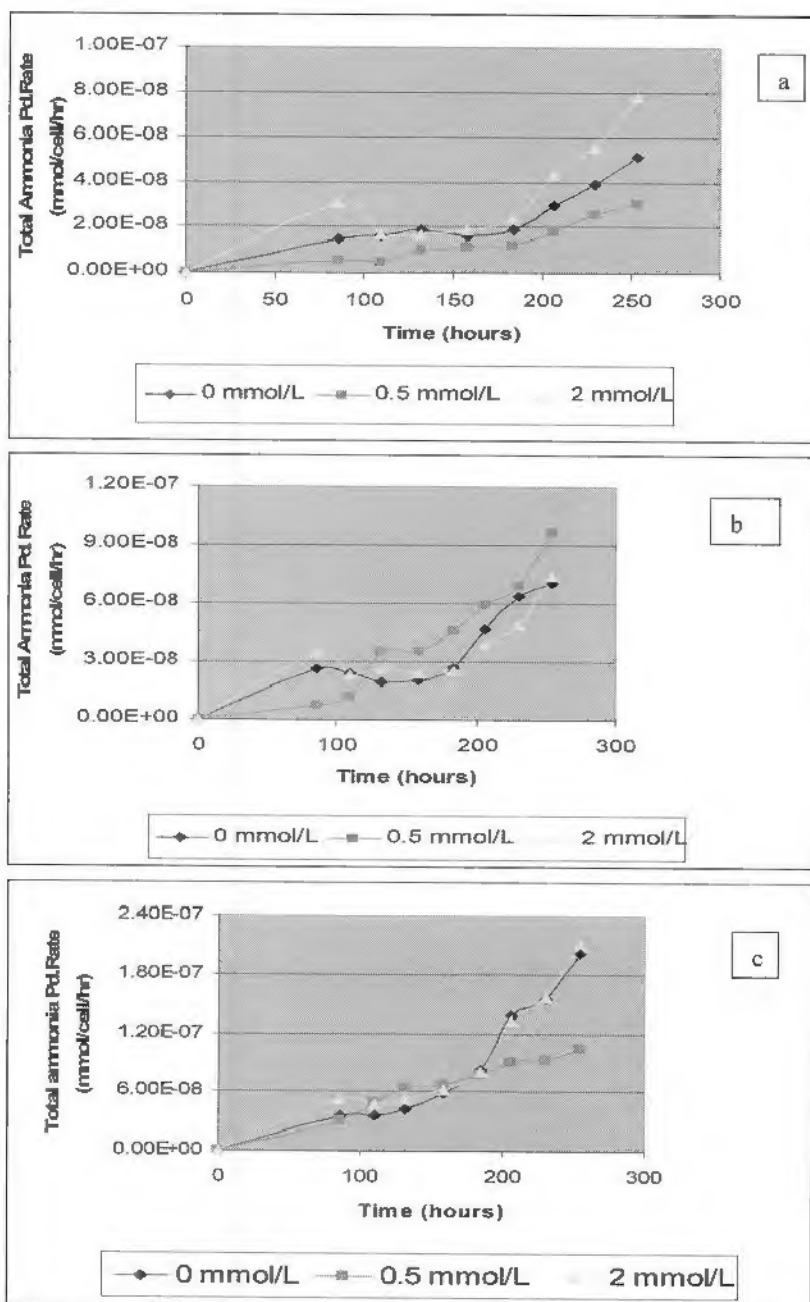 a
1.00E-07
8.00E-08
6.00E-08
4.00E-08
2.00E-08
0.00E+00
Total Ammonia Pd.Rate
(mmol/cell/hr)
0 50 100 150 200 250 300
Time (hours)
0 mmol/L 0.5 mmol/L 2 mmol/L
b
1.20E-07
9.00E-08
6.00E-08
3.00E-08
0.00E+00
Total Ammonia Pd. Rate
(mmol/cell/hr)
0 100 200 300
Time (hours)
0 mmol/L 0.5 mmol/L 2 mmol/L
c
2.40E-07
1.80E-07
1.20E-07
6.00E-08
0.00E+00
Total ammonia Pd.Rate
(mmol/cell/hr)
0 100 200 300
Time (hours)
0 mmol/L 0.5 mmol/L 2 mmol/L